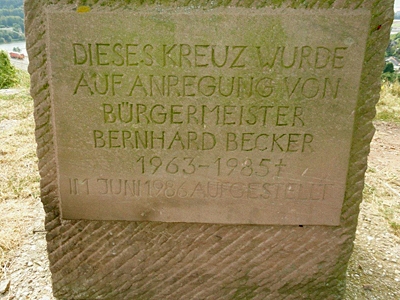 DIESES KREUZ WURDE
AUF ANREGUNG VON
BÜRGERMEISTER
BERNHARD BECKER
1963-1985†
IM JUNI 1986 AUFGESTELLT